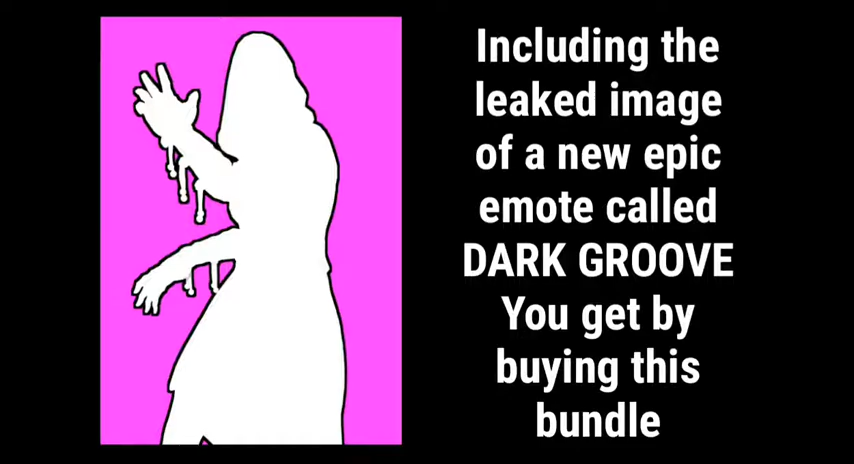 Including the
leaked image
of a new epic
emote called
DARK GROOVE
You get by
buying this
bundle